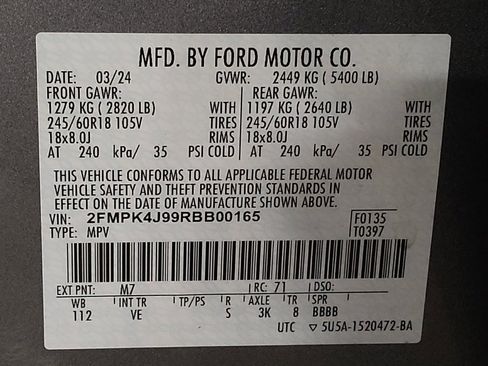 MFD. BY FORD MOTOR CO.
DATE: 03/24 GVWR: 2449 KG ( 5400 LB)
FRONT GAWR: REAR GAWR:
1279 KG ( 2820 LB) WITH 1197 KG ( 2640 LB) WITH
245/60R18 105V TIRES 245/60R18 105V TIRES
18x8.0J RIMS 18x8.0J RIMS
AT 240 kPa/ 35 PSI COLD AT 240 kPa/ 35 PSI COLD
THIS VEHICLE CONFORMS TO ALL APPLICABLE FEDERAL MOTOR
VEHICLE SAFETY AND THEFT PREVENTION STANDARDS IN
EFFECT ON THE DATE OF MANUFACTURE SHOWN ABOVE.
VIN: 2FMPK4J99RBB00165 F0135
TYPE: MPV T0397
EXT PNT: M7 RC: 71 DSO:
WB INT TR TP/PS R AXLE TR SPR
112 VE S 3K 8 BBBB
UTC ▽ 5U5A-1520472-BA